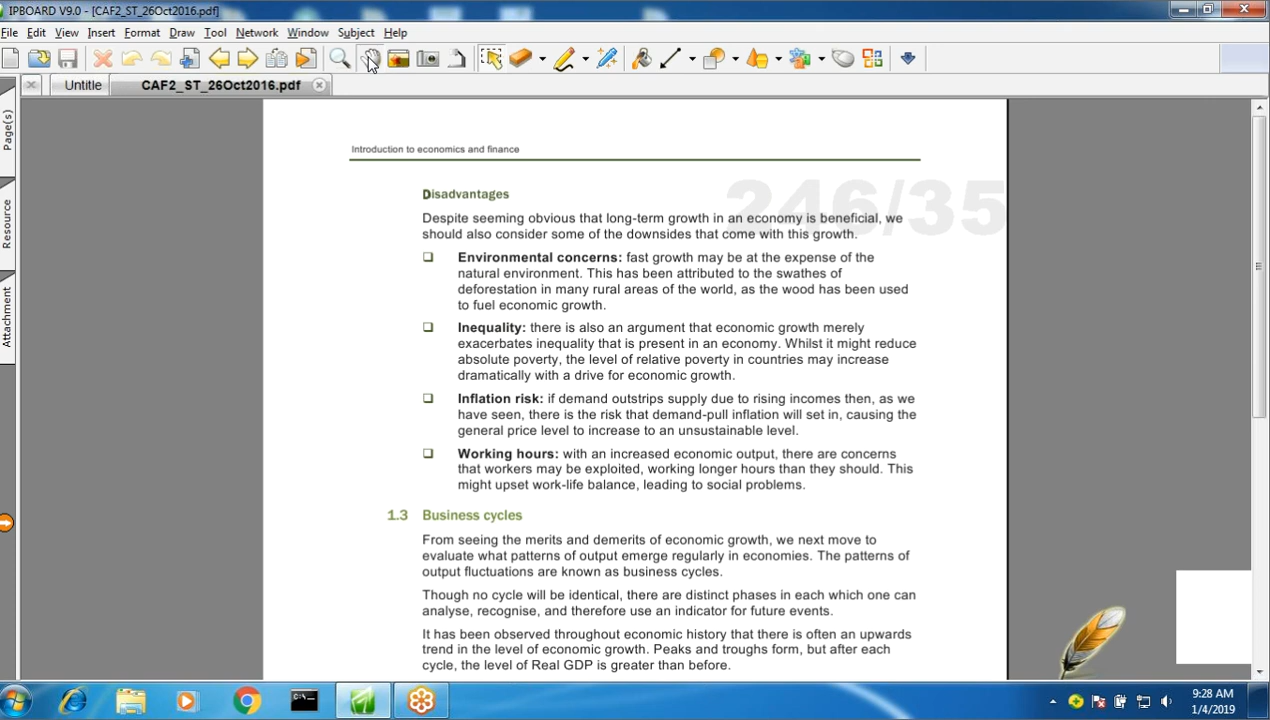 IPBOARD V9.0 - [CAF2_ST_26Oct2016.pdf]
File Edit View Insert Format Draw Tool Network Window Subject Help
Untitle
CAF2_ST_26Oct2016.pdf
Page(s)
Resource
Attachment
Introduction to economics and finance
246/35
Disadvantages
Despite seeming obvious that long-term growth in an economy is beneficial, we
should also consider some of the downsides that come with this growth.
Environmental concerns: fast growth may be at the expense of the
natural environment. This has been attributed to the swathes of
deforestation in many rural areas of the world, as the wood has been used
to fuel economic growth.
Inequality: there is also an argument that economic growth merely
exacerbates inequality that is present in an economy. Whilst it might reduce
absolute poverty, the level of relative poverty in countries may increase
dramatically with a drive for economic growth.
Inflation risk: if demand outstrips supply due to rising incomes then, as we
have seen, there is the risk that demand-pull inflation will set in, causing the
general price level to increase to an unsustainable level.
Working hours: with an increased economic output, there are concerns
that workers may be exploited, working longer hours than they should. This
might upset work-life balance, leading to social problems.
1.3 Business cycles
From seeing the merits and demerits of economic growth, we next move to
evaluate what patterns of output emerge regularly in economies. The patterns of
output fluctuations are known as business cycles.
Though no cycle will be identical, there are distinct phases in each which one can
analyse, recognise, and therefore use an indicator for future events.
It has been observed throughout economic history that there is often an upwards
trend in the level of economic growth. Peaks and troughs form, but after each
cycle, the level of Real GDP is greater than before.
9:28 AM
1/4/2019